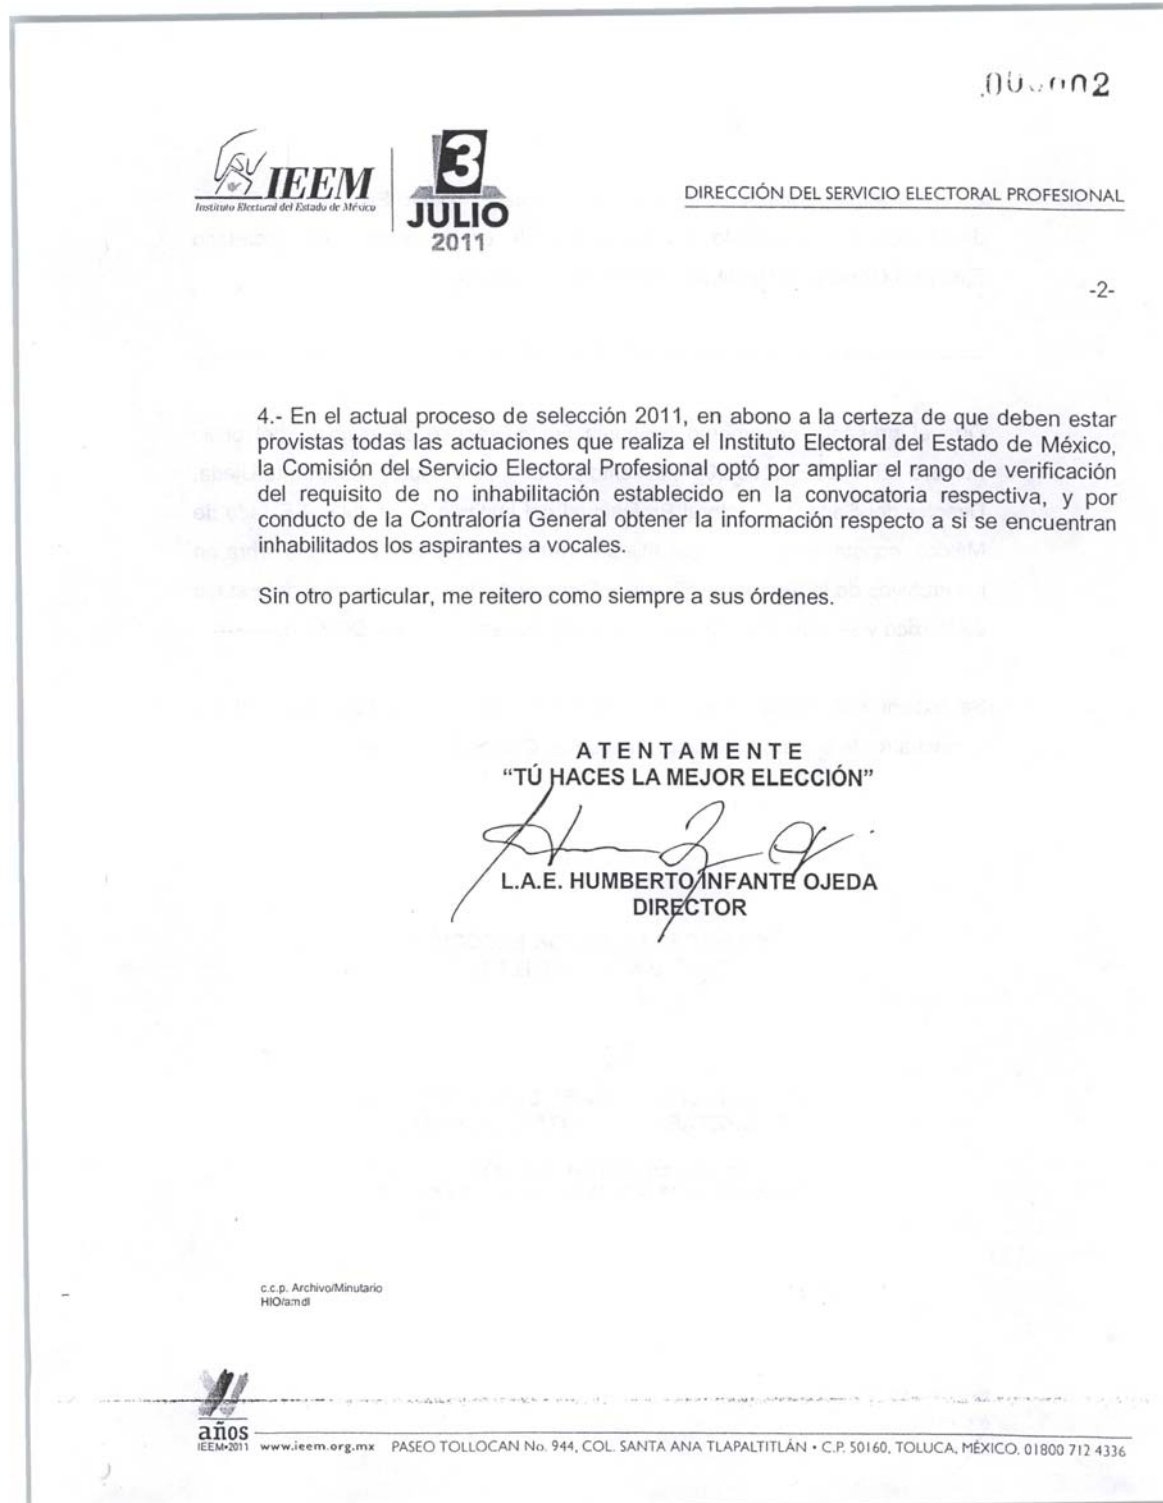 IEEM
Instituto Electoral del Estado de México
3
JULIO
2011
DIRECCIÓN DEL SERVICIO ELECTORAL PROFESIONAL
-2-
4.- En el actual proceso de selección 2011, en abono a la certeza de que deben estar
provistas todas las actuaciones que realiza el Instituto Electoral del Estado de México,
la Comisión del Servicio Electoral Profesional optó por ampliar el rango de verificación
del requisito de no inhabilitación establecido en la convocatoria respectiva, y por
conducto de la Contraloría General obtener la información respecto a si se encuentran
inhabilitados los aspirantes a vocales.
Sin otro particular, me reitero como siempre a sus órdenes.
ATENTAMENTE
“TÚ HACES LA MEJOR ELECCIÓN”
L.A.E. HUMBERTO INFANTE OJEDA
DIRECTOR
c.c.p. Archivo/Minutario
HIO/amdl
años
IEEM•2011 www.ieem.org.mx PASEO TOLLOCAN No. 944, COL. SANTA ANA TLAPALTITLÁN • C.P. 50160, TOLUCA, MÉXICO. 01800 712 4336